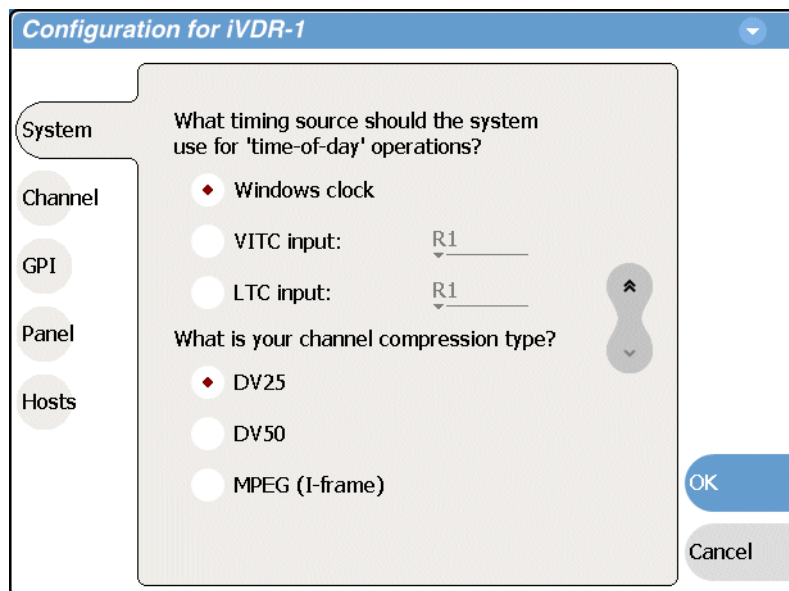 Configuration for iVDR-1
System
Channel
GPI
Panel
Hosts
What timing source should the system
use for 'time-of-day' operations?
Windows clock
VITC input: R1
LTC input: R1
What is your channel compression type?
DV25
DV50
MPEG (I-frame)
OK
Cancel